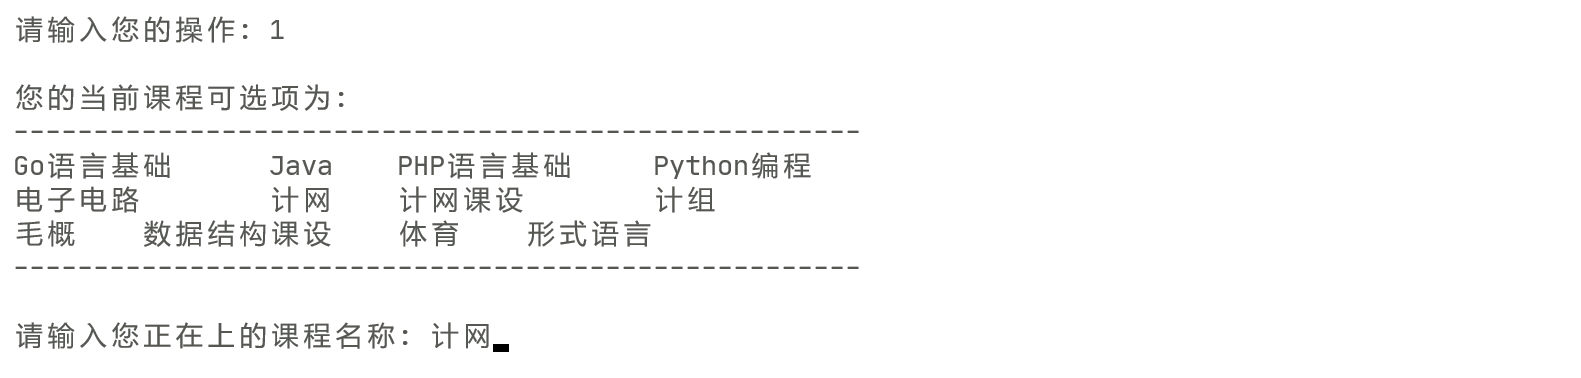 请输入您的操作: 1
您的当前课程可选项为:
-----------------------------------------------------
Go语言基础      Java    PHP语言基础     Python编程
电子电路        计网    计网课设        计组
毛概    数据结构课设    体育    形式语言
-----------------------------------------------------
请输入您正在上的课程名称: 计网